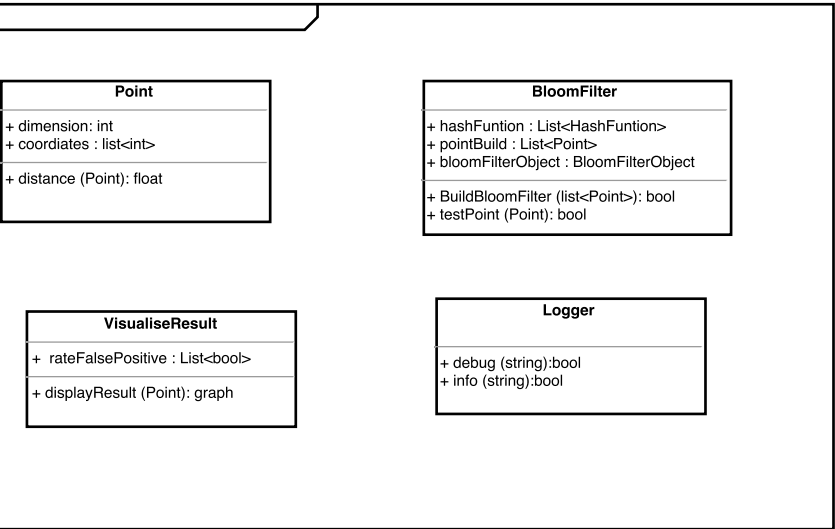 Point
+ dimension: int
+ coordiates : list<int>
+ distance (Point): float
BloomFilter
+ hashFuntion : List<HashFuntion>
+ pointBuild : List<Point>
+ bloomFilterObject : BloomFilterObject
+ BuildBloomFilter (list<Point>): bool
+ testPoint (Point): bool
VisualiseResult
+ rateFalsePositive : List<bool>
+ displayResult (Point): graph
Logger
+ debug (string):bool
+ info (string):bool